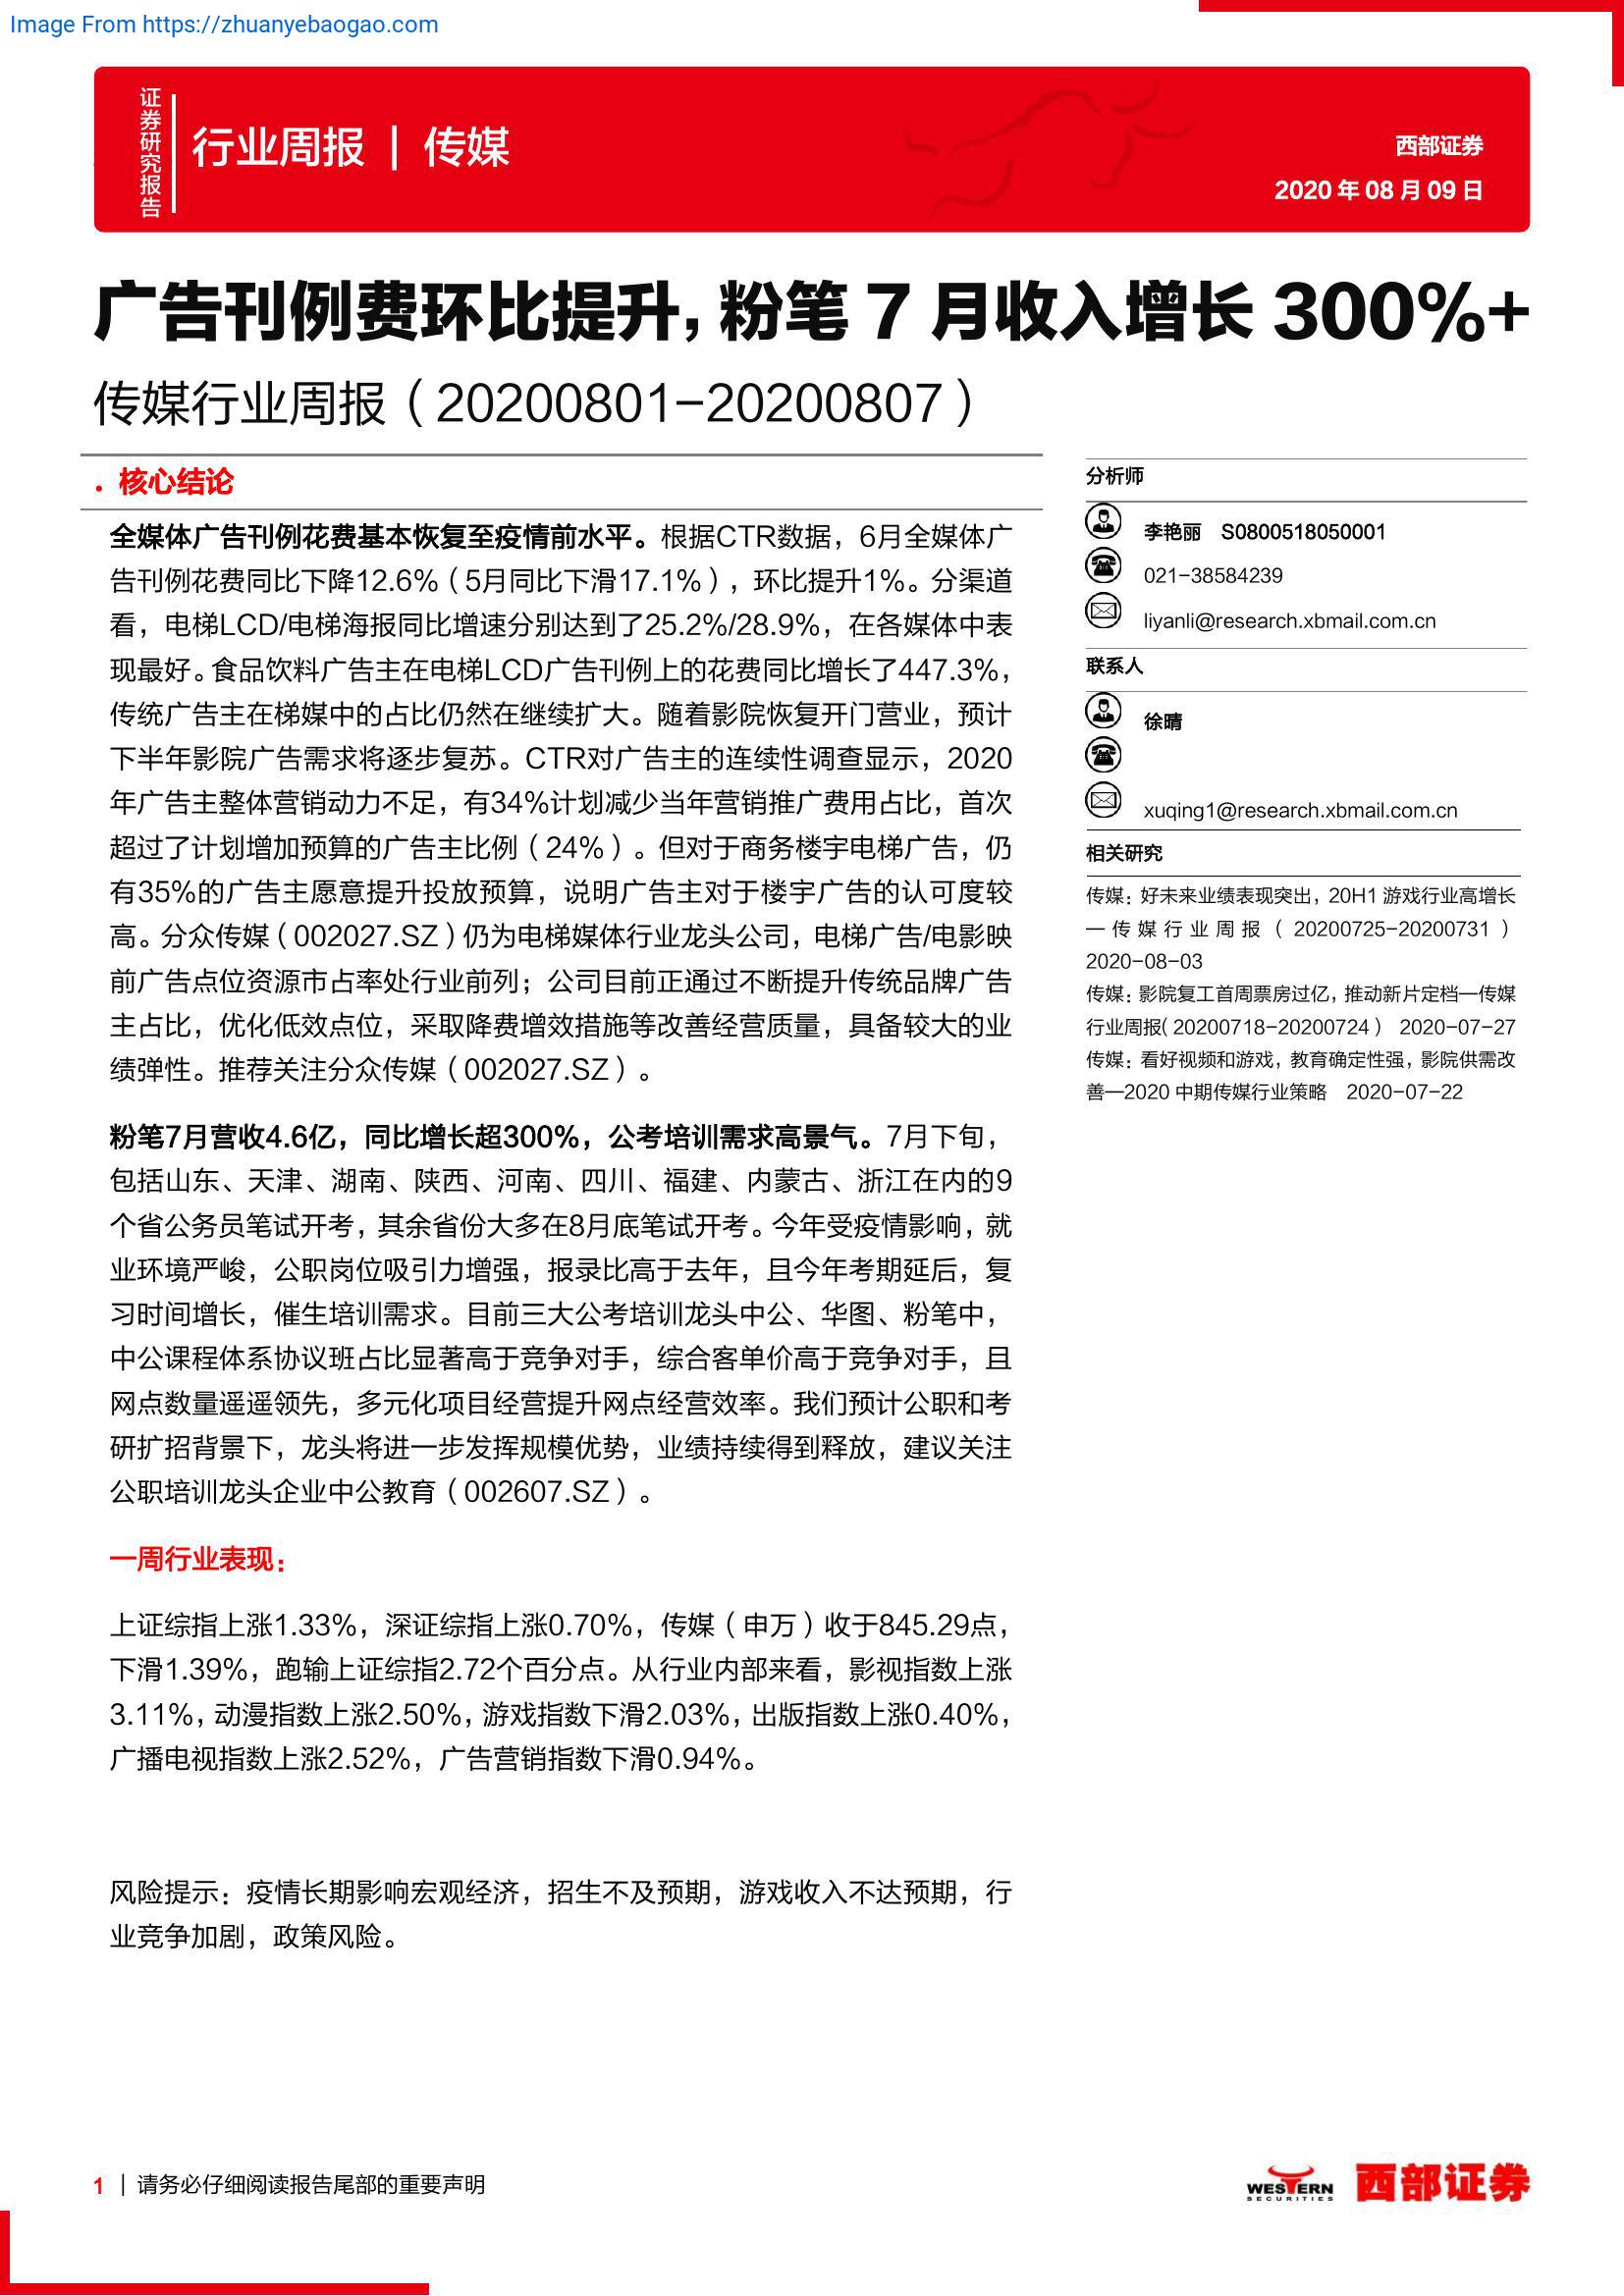 Image From https://zhuanyebaogao.com
证券研究报告
行业周报 | 传媒
西部证券
2020 年 08 月 09 日
广告刊例费环比提升，粉笔 7 月收入增长 300%+
传媒行业周报（20200801-20200807）
• 核心结论
全媒体广告刊例花费基本恢复至疫情前水平。根据CTR数据，6月全媒体广
告刊例花费同比下降12.6%（5月同比下滑17.1%），环比提升1%。分渠道
看，电梯LCD/电梯海报同比增速分别达到了25.2%/28.9%，在各媒体中表
现最好。食品饮料广告主在电梯LCD广告刊例上的花费同比增长了447.3%，
传统广告主在梯媒中的占比仍然在继续扩大。随着影院恢复开门营业，预计
下半年影院广告需求将逐步复苏。CTR对广告主的连续性调查显示，2020
年广告主整体营销动力不足，有34%计划减少当年营销推广费用占比，首次
超过了计划增加预算的广告主比例（24%）。但对于商务楼宇电梯广告，仍
有35%的广告主愿意提升投放预算，说明广告主对于楼宇广告的认可度较
高。分众传媒（002027.SZ）仍为电梯媒体行业龙头公司，电梯广告/电影映
前广告点位资源市占率处行业前列；公司目前正通过不断提升传统品牌广告
主占比，优化低效点位，采取降费增效措施等改善经营质量，具备较大的业
绩弹性。推荐关注分众传媒（002027.SZ）。
粉笔7月营收4.6亿，同比增长超300%，公考培训需求高景气。7月下旬，
包括山东、天津、湖南、陕西、河南、四川、福建、内蒙古、浙江在内的9
个省公务员笔试开考，其余省份大多在8月底笔试开考。今年受疫情影响，就
业环境严峻，公职岗位吸引力增强，报录比高于去年，且今年考期延后，复
习时间增长，催生培训需求。目前三大公考培训龙头中公、华图、粉笔中，
中公课程体系协议班占比显著高于竞争对手，综合客单价高于竞争对手，且
网点数量遥遥领先，多元化项目经营提升网点经营效率。我们预计公职和考
研扩招背景下，龙头将进一步发挥规模优势，业绩持续得到释放，建议关注
公职培训龙头企业中公教育（002607.SZ）。
一周行业表现：
上证综指上涨1.33%，深证综指上涨0.70%，传媒（申万）收于845.29点，
下滑1.39%，跑输上证综指2.72个百分点。从行业内部来看，影视指数上涨
3.11%，动漫指数上涨2.50%，游戏指数下滑2.03%，出版指数上涨0.40%，
广播电视指数上涨2.52%，广告营销指数下滑0.94%。
风险提示：疫情长期影响宏观经济，招生不及预期，游戏收入不达预期，行
业竞争加剧，政策风险。
分析师
李艳丽 S0800518050001
021-38584239
liyanli@research.xbmail.com.cn
联系人
徐晴
xuqing1@research.xbmail.com.cn
相关研究
传媒：好未来业绩表现突出，20H1 游戏行业高增长
—传媒行业周报（20200725-20200731）
2020-08-03
传媒：影院复工首周票房过亿，推动新片定档—传媒
行业周报（20200718-20200724） 2020-07-27
传媒：看好视频和游戏，教育确定性强，影院供需改
善—2020 中期传媒行业策略 2020-07-22
1 | 请务必仔细阅读报告尾部的重要声明
WESTERN
SECURITIES
西部证券